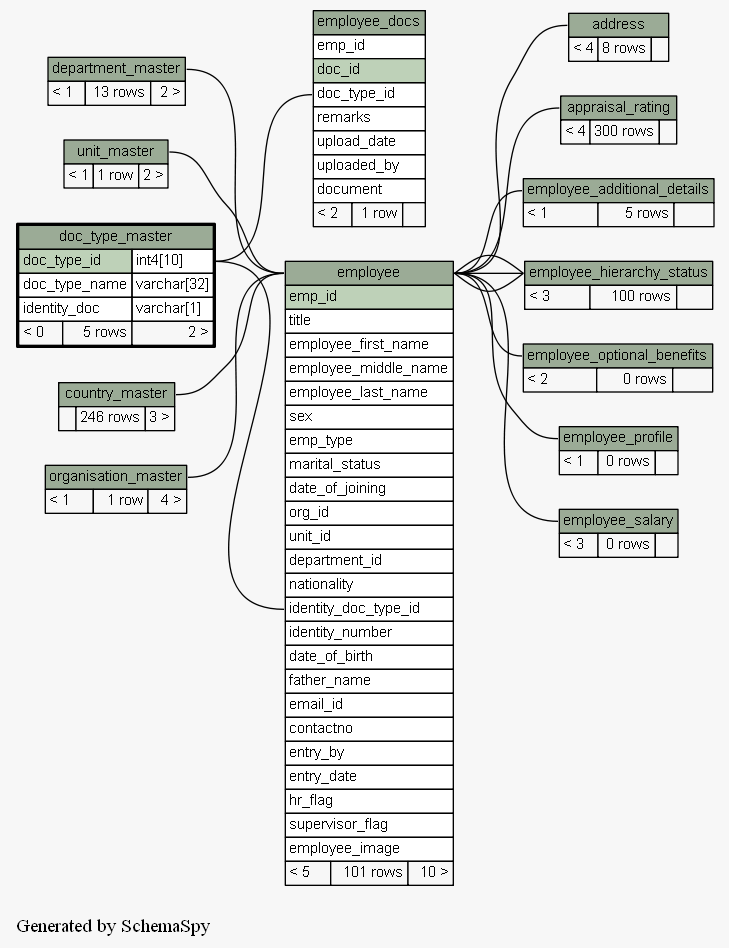 employee_docs
emp_id
doc_id
doc_type_id
remarks
upload_date
uploaded_by
document
< 2 1 row
address
< 4 8 rows
department_master
< 1 13 rows 2 >
appraisal_rating
< 4 300 rows
unit_master
< 1 1 row 2 >
employee_additional_details
< 1 5 rows
doc_type_master
doc_type_id int4[10]
doc_type_name varchar[32]
identity_doc varchar[1]
< 0 5 rows 2 >
employee_hierarchy_status
< 3 100 rows
employee_optional_benefits
< 2 0 rows
country_master
246 rows 3 >
employee_profile
< 1 0 rows
organisation_master
< 1 1 row 4 >
employee_salary
< 3 0 rows
employee
emp_id
title
employee_first_name
employee_middle_name
employee_last_name
sex
emp_type
marital_status
date_of_joining
org_id
unit_id
department_id
nationality
identity_doc_type_id
identity_number
date_of_birth
father_name
email_id
contactno
entry_by
entry_date
hr_flag
supervisor_flag
employee_image
< 5 101 rows 10 >
Generated by SchemaSpy